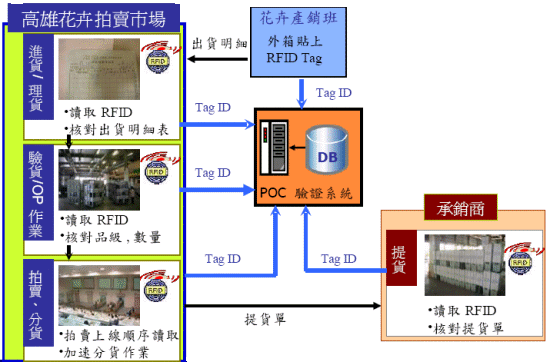 高雄花卉拍賣市場
進貨/理貨
RFID
•讀取 RFID
•核對出貨明細表
驗貨/OP 作業
RFID
•讀取 RFID
•核對品級,數量
拍賣、分貨
RFID
•拍賣上線順序讀取
•加速分貨作業
出貨明細
花卉產銷班
外箱貼上
RFID Tag
Tag ID
Tag ID
Tag ID
Tag ID
Tag ID
DB
POC 驗證系統
提貨單
承銷商
提貨
RFID
•讀取 RFID
•核對提貨單